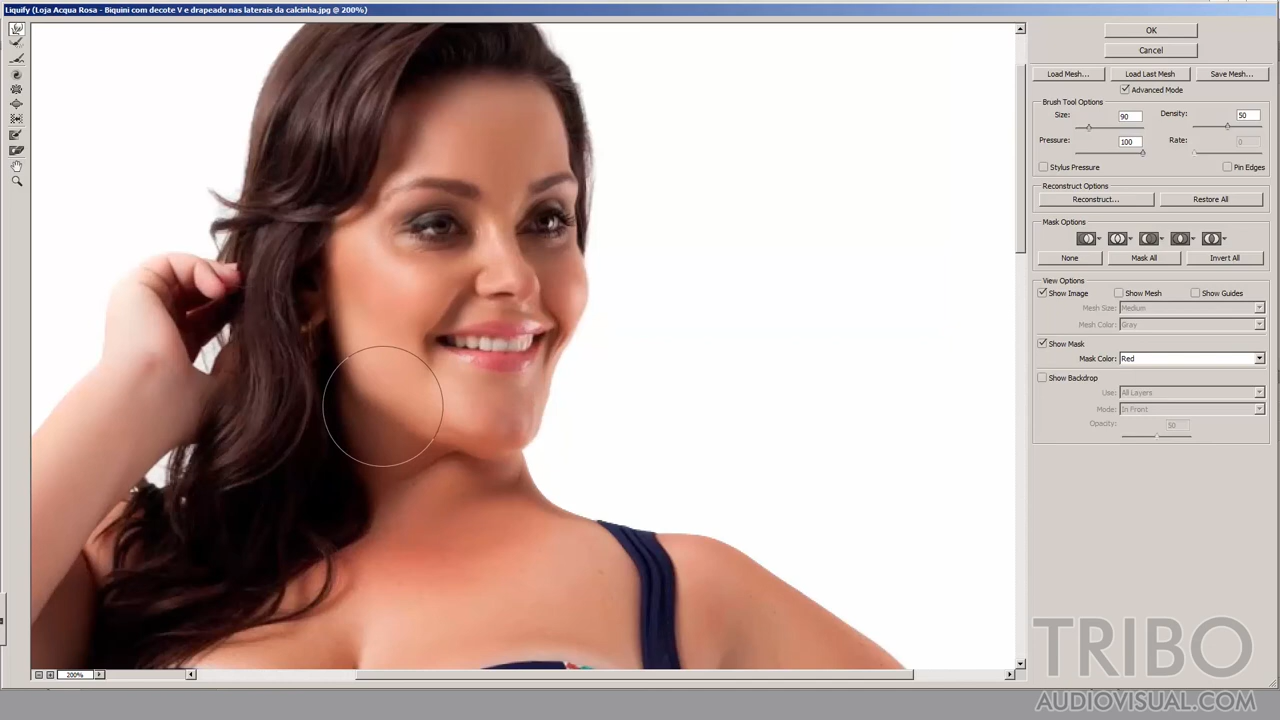 Liquify (Loja Acqua Rosa - Biquini com decote V e drapeado nas laterais da calcinha.jpg @ 200%)
OK
Cancel
Load Mesh...
Load Last Mesh
Save Mesh...
Advanced Mode
Brush Tool Options
Size: 90
Density: 50
Pressure: 100
Rate: 0
Stylus Pressure
Pin Edges
Reconstruct Options
Reconstruct...
Restore All
Mask Options
None
Mask All
Invert All
View Options
Show Image
Show Mesh
Show Guides
Mesh Size: Medium
Mesh Color: Gray
Show Mask
Mask Color: Red
Show Backdrop
Use: All Layers
Mode: In Front
Opacity: 50
200%
TRIBO
AUDIOVISUAL.COM